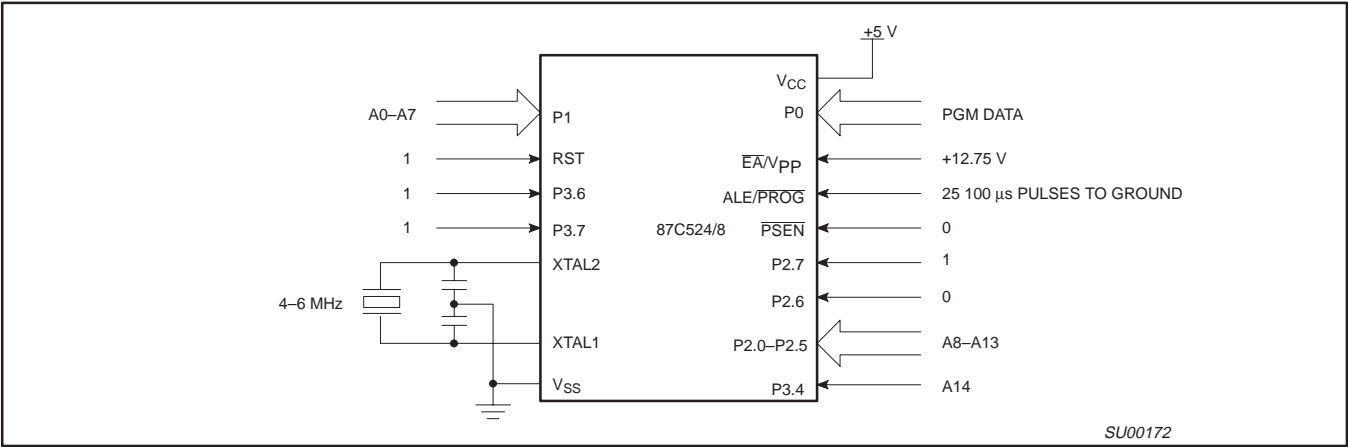 +5 V
VCC
A0–A7
P1
P0
PGM DATA
1
RST
EA/VPP
+12.75 V
1
P3.6
ALE/PROG
25 100 µs PULSES TO GROUND
1
P3.7
87C524/8
PSEN
0
XTAL2
P2.7
1
4–6 MHz
P2.6
0
XTAL1
P2.0–P2.5
A8–A13
VSS
P3.4
A14
SU00172